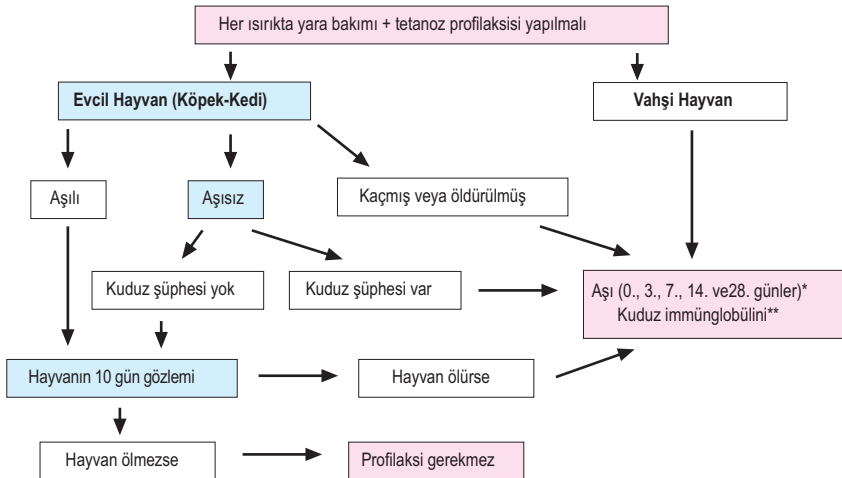 Her ısırıkta yara bakımı + tetanoz profilaksisi yapılmalı
Evcil Hayvan (Köpek-Kedi)
Vahşi Hayvan
Aşılı
Aşısız
Kaçmış veya öldürülmüş
Kuduz şüphesi yok
Kuduz şüphesi var
Aşı (0., 3., 7., 14. ve28. günler)*
Kuduz immünglobülini**
Hayvanın 10 gün gözlemi
Hayvan ölürse
Hayvan ölmezse
Profilaksi gerekmez